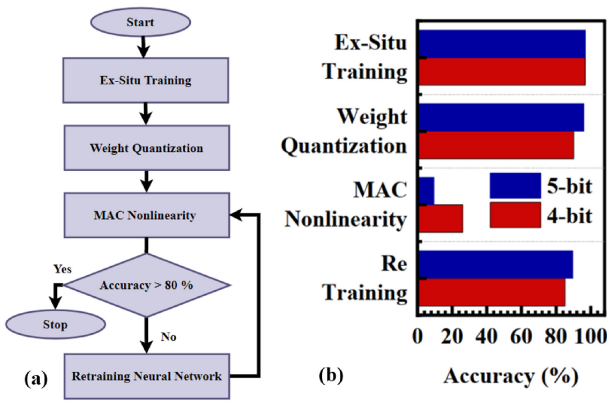 Start
Ex-Situ Training
Weight Quantization
MAC Nonlinearity
Accuracy > 80 %
Yes
No
Stop
Retraining Neural Network
(a)
Ex-Situ
Training
Weight
Quantization
MAC
Nonlinearity
Re
Training
5-bit
4-bit
0 20 40 60 80 100
Accuracy (%)
(b)